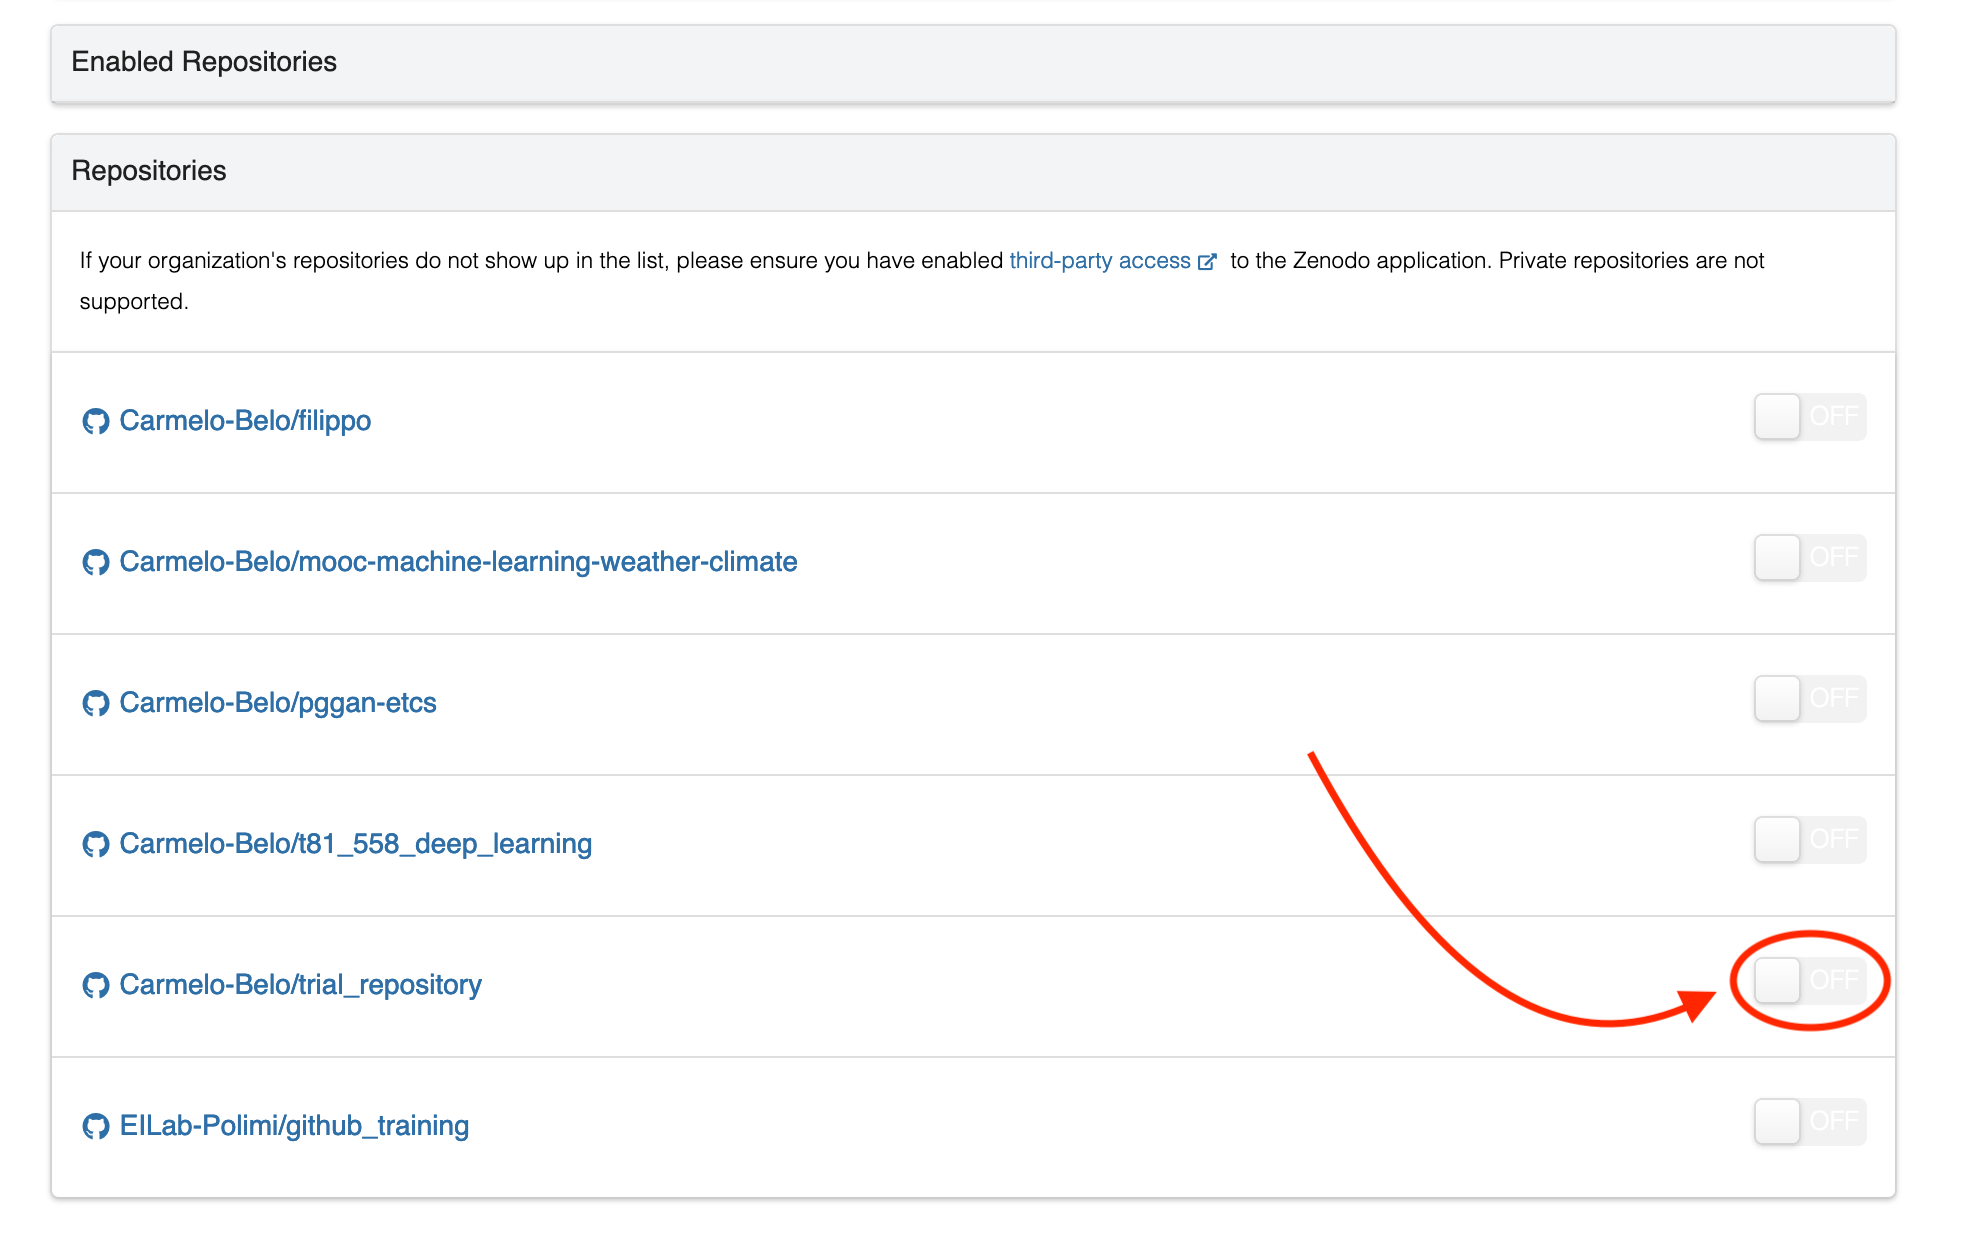 Enabled Repositories
Repositories
If your organization's repositories do not show up in the list, please ensure you have enabled third-party access to the Zenodo application. Private repositories are not
supported.
Carmelo-Belo/filippo OFF
Carmelo-Belo/mooc-machine-learning-weather-climate OFF
Carmelo-Belo/pggan-etcs OFF
Carmelo-Belo/t81_558_deep_learning OFF
Carmelo-Belo/trial_repository OFF
EILab-Polimi/github_training OFF